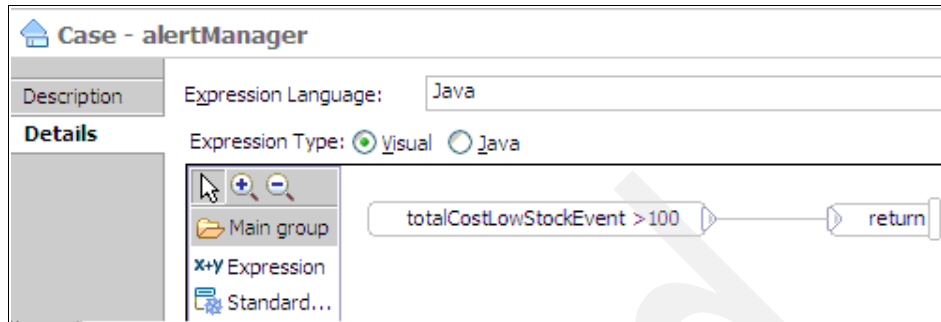 Case - alertManager
Description
Expression Language: Java
Details
Expression Type: Visual Java
Main group
totalCostLowStockEvent >100 return
X+Y Expression
Standard...